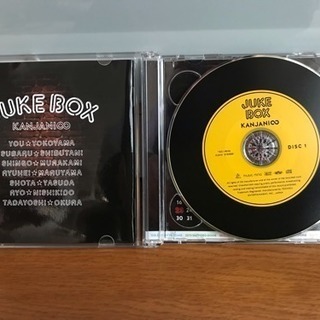 JUKE BOX
KANJANI∞
YOU☆YOKOYAMA
SUBARU☆SHIBUTANI
SHINGO☆MURAKAMI
RYUHEI☆MARUYAMA
SHOTA☆YASUDA
RYO☆NISHIKIDO
TADAYOSHI☆OKURA
JUKE
BOX
KANJANI∞
DISC 1
30 31